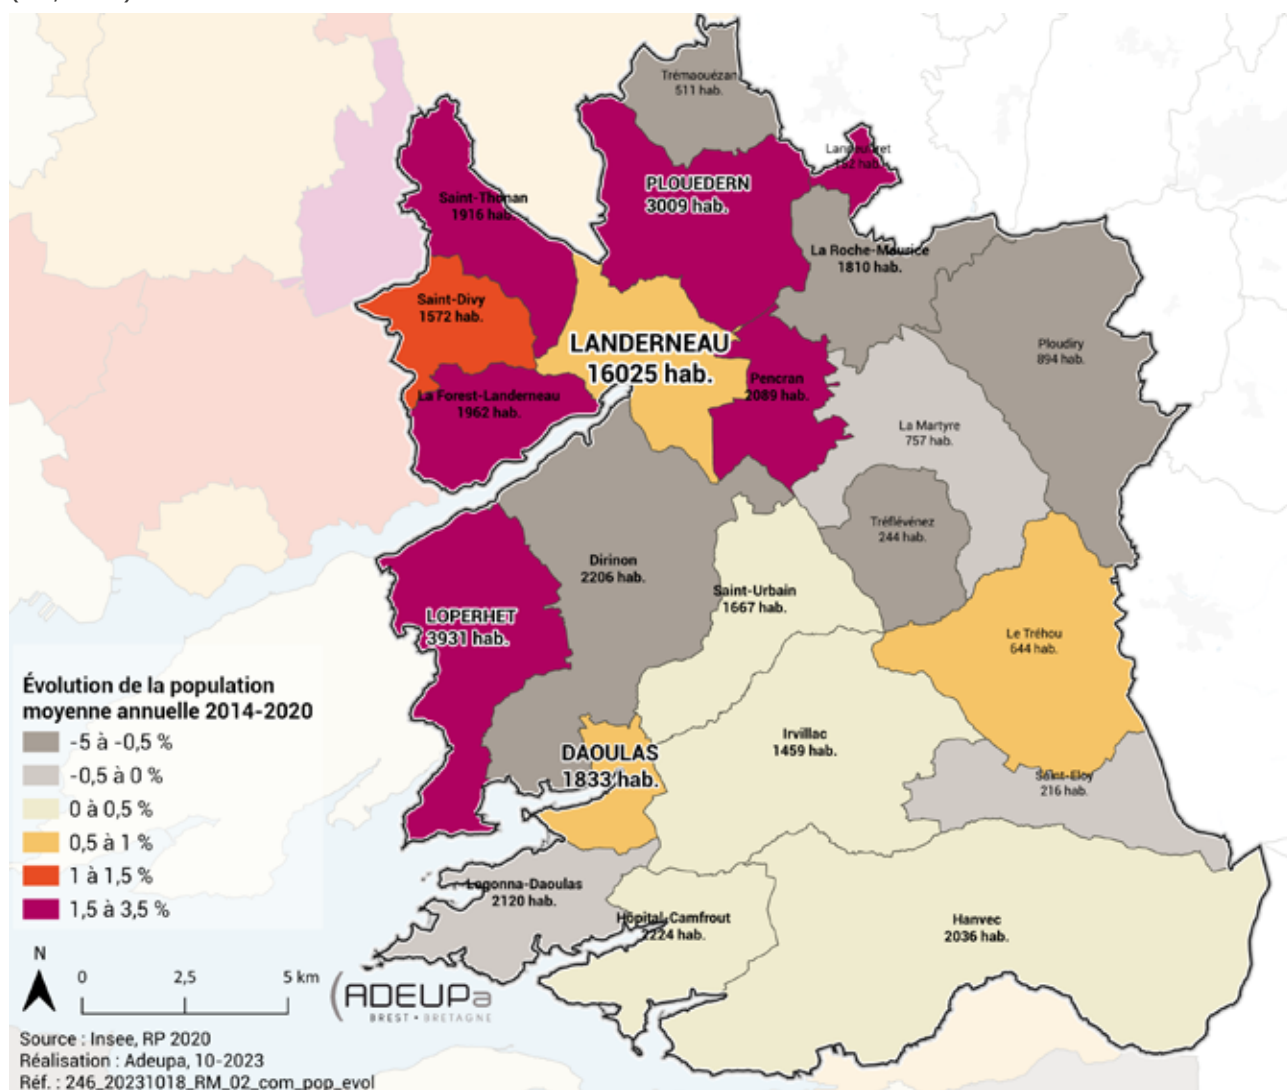 Trémaouézan
511 hab.
Saint-Thonan
1916 hab.
PLOUEDERN
3009 hab.
La Roche-Maurice
1810 hab.
Saint-Divy
1572 hab.
LANDERNEAU
16025 hab.
Ploudiry
894 hab.
Pencran
2089 hab.
La Forest-Landerneau
1962 hab.
La Martyre
757 hab.
Tréflévénez
244 hab.
Dirinon
2206 hab.
Saint-Urbain
1667 hab.
LOPERHET
3931 hab.
Le Tréhou
644 hab.
Irvillac
1459 hab.
DAOULAS
1833 hab.
Saint-Eloy
216 hab.
Logonna-Daoulas
2120 hab.
Hôpital-Camfrout
2224 hab.
Hanvec
2036 hab.
Évolution de la population
moyenne annuelle 2014-2020
-5 à -0,5 %
-0,5 à 0 %
0 à 0,5 %
0,5 à 1 %
1 à 1,5 %
1,5 à 3,5 %
N
0 2,5 5 km
ADEUPa
BREST • BRETAGNE
Source : Insee, RP 2020
Réalisation : Adeupa, 10-2023
Réf. : 246_20231018_RM_02_com_pop_evol